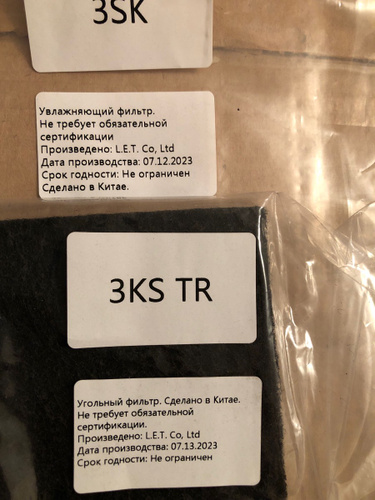 3SK
Увлажняющий фильтр.
Не требует обязательной
сертификации
Произведено: L.E.T. Co, Ltd
Дата производства: 07.12.2023
Срок годности: Не ограничен
Сделано в Китае.
3KS TR
Угольный фильтр. Сделано в Китае.
Не требует обязательной
сертификации.
Произведено: L.E.T. Co, Ltd
Дата производства: 07.13.2023
Срок годности: Не ограничен